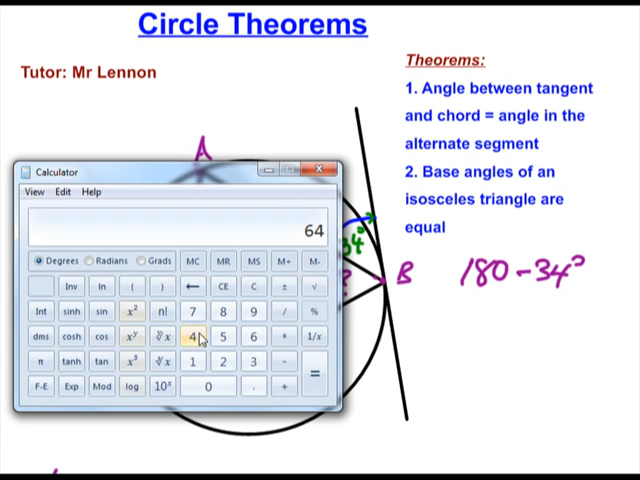 Circle Theorems
Tutor: Mr Lennon
Theorems:
1. Angle between tangent
and chord = angle in the
alternate segment
2. Base angles of an
isosceles triangle are
equal
A
34°
B
180 - 34°
Calculator
View Edit Help
64
Degrees Radians Grads MC MR MS M+ M-
Inv ln ( ) ← CE C ± √
Int sinh sin x² n! 7 8 9 / %
dms cosh cos xʸ ʸ√x 4 5 6 * 1/x
π tanh tan x³ ³√x 1 2 3 - =
F-E Exp Mod log 10ˣ 0 . +